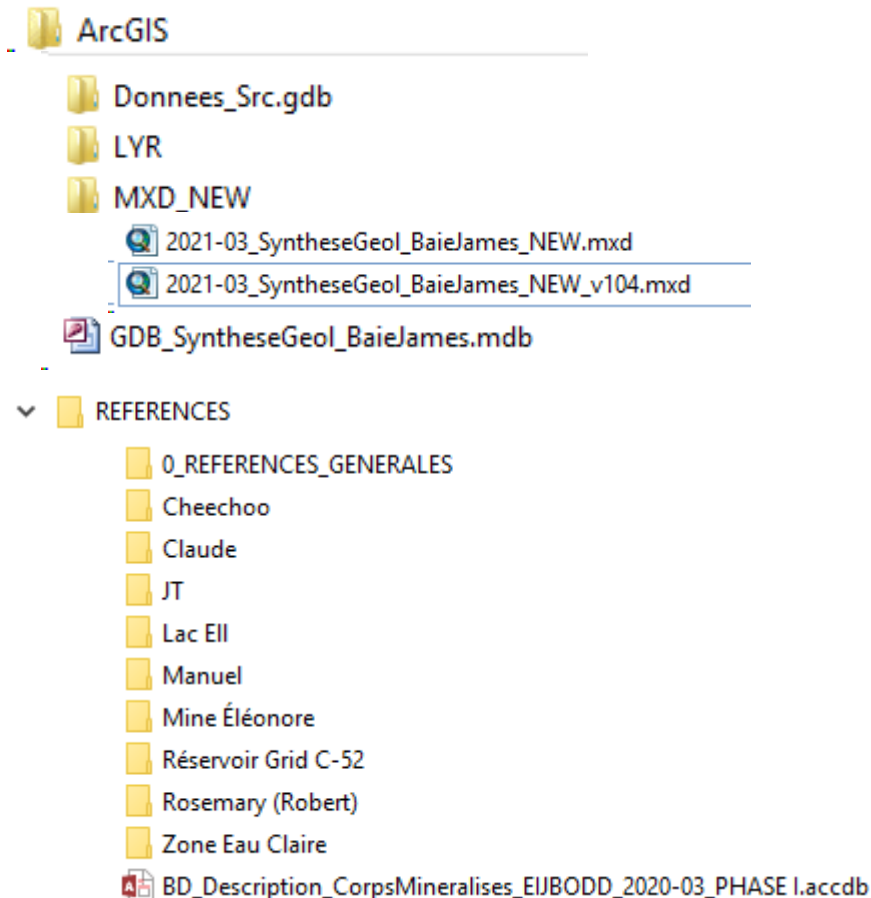 ArcGIS
Donnees_Src.gdb
LYR
MXD_NEW
2021-03_SyntheseGeol_BaieJames_NEW.mxd
2021-03_SyntheseGeol_BaieJames_NEW_v104.mxd
GDB_SyntheseGeol_BaieJames.mdb
REFERENCES
0_REFERENCES_GENERALES
Cheechoo
Claude
JT
Lac Ell
Manuel
Mine Éléonore
Réservoir Grid C-52
Rosemary (Robert)
Zone Eau Claire
BD_Description_CorpsMineralises_EIJBODD_2020-03_PHASE I.accdb